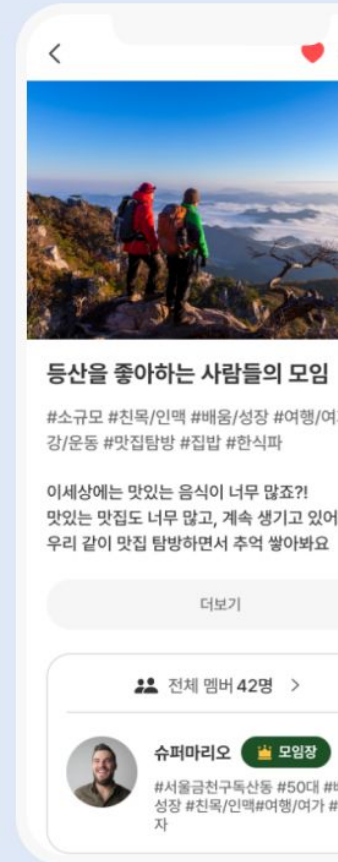 등산을 좋아하는 사람들의 모임
#소규모 #친목/인맥 #배움/성장 #여행/여
강/운동 #맛집탐방 #집밥 #한식파
이세상에는 맛있는 음식이 너무 많죠?!
맛있는 맛집도 너무 많고, 계속 생기고 있어
우리 같이 맛집 탐방하면서 추억 쌓아봐요
더보기
전체 멤버 42명 >
슈퍼마리오 모임장
#서울금천구독산동 #50대
성장 #친목/인맥#여행/여가 #
자